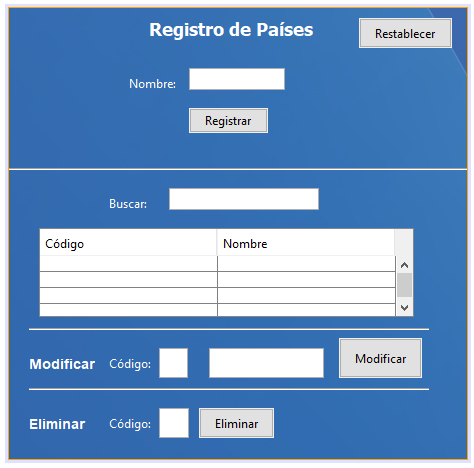 Registro de Países
Restablecer
Nombre:
Registrar
Buscar:
Código Nombre
Modificar Código: Modificar
Eliminar Código: Eliminar